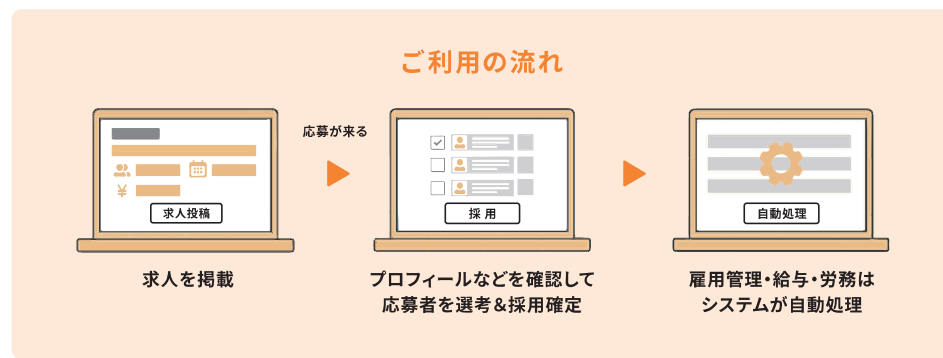 ご利用の流れ
応募が来る
¥
求人投稿
採用
自動処理
求人を掲載
プロフィールなどを確認して
応募者を選考&採用確定
雇用管理・給与・労務は
システムが自動処理